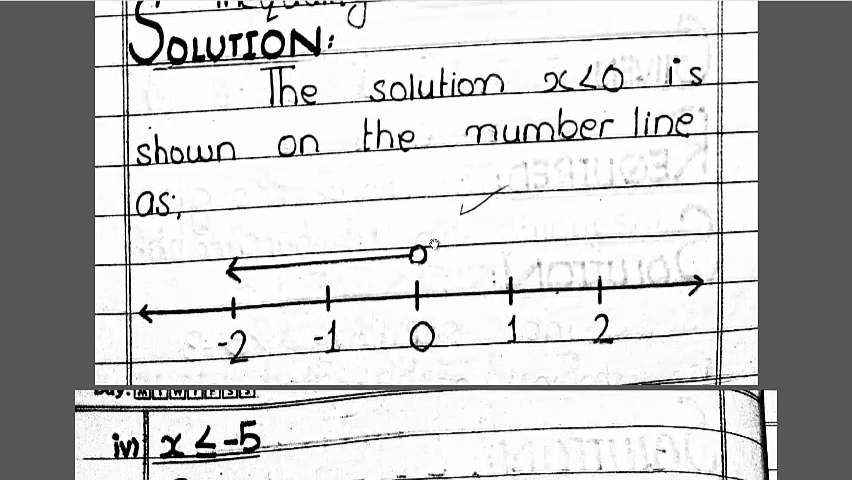 SOLUTION:
The solution x<0 is
shown on the number line
as;
-2 -1 0 1 2
iv) x ≤ -5